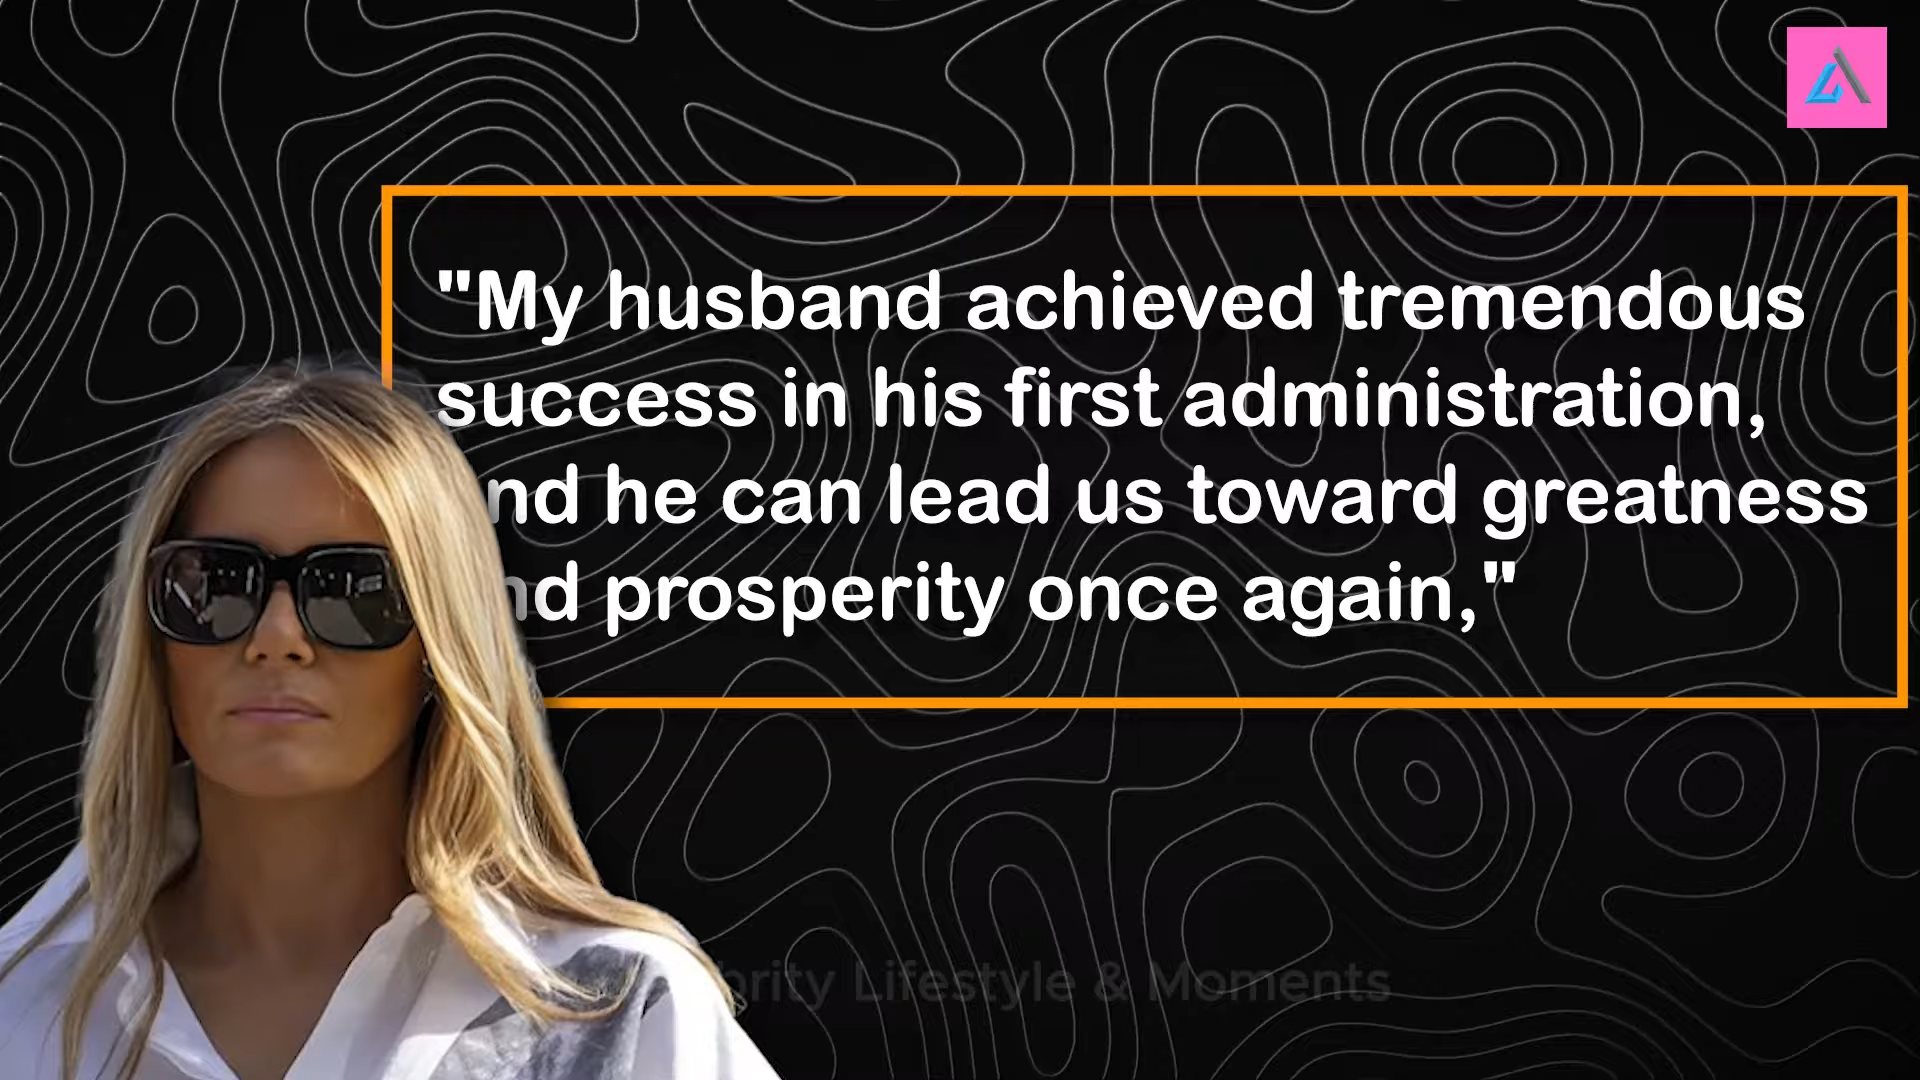 "My husband achieved tremendous
success in his first administration,
nd he can lead us toward greatness
nd prosperity once again,"
Lifestyle & Moments